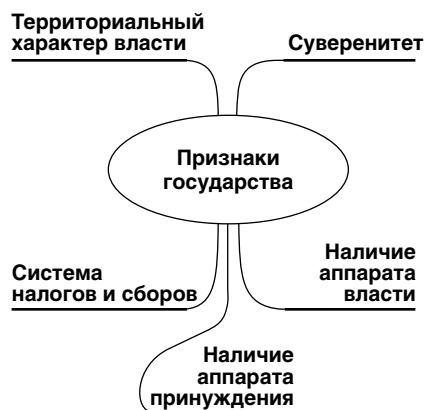 Территориальный
характер власти
Суверенитет
Признаки
государства
Система
налогов и сборов
Наличие
аппарата
власти
Наличие
аппарата
принуждения